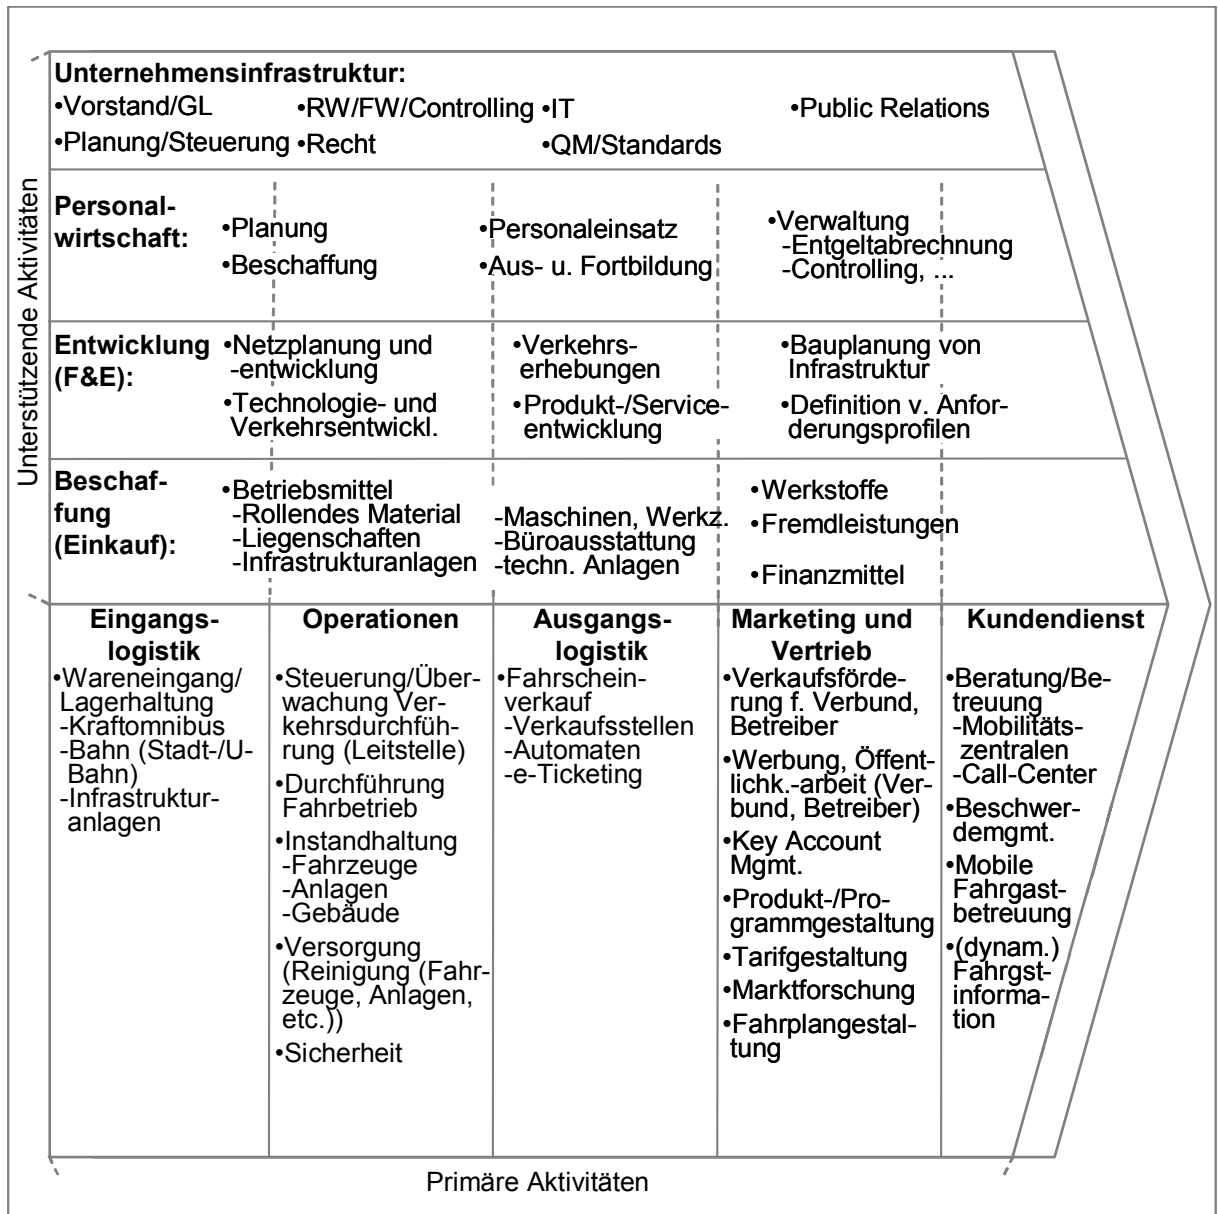 Unterstützende Aktivitäten
Unternehmensinfrastruktur:
•Vorstand/GL
•Planung/Steuerung
•RW/FW/Controlling
•Recht
•IT
•QM/Standards
•Public Relations
Personal-
wirtschaft:
•Planung
•Beschaffung
•Personaleinsatz
•Aus- u. Fortbildung
•Verwaltung
-Entgeltabrechnung
-Controlling, ...
Entwicklung
(F&E):
•Netzplanung und
-entwicklung
•Technologie- und
Verkehrsentwickl.
•Verkehrs-
erhebungen
•Produkt-/Service-
entwicklung
•Bauplanung von
Infrastruktur
•Definition v. Anfor-
derungsprofilen
Beschaf-
fung
(Einkauf):
•Betriebsmittel
-Rollendes Material
-Liegenschaften
-Infrastrukturanlagen
-Maschinen, Werkz.
-Büroausstattung
-techn. Anlagen
•Werkstoffe
•Fremdleistungen
•Finanzmittel
Eingangs-
logistik
•Wareneingang/
Lagerhaltung
-Kraftomnibus
-Bahn (Stadt-/U-
Bahn)
-Infrastruktur-
anlagen
Operationen
•Steuerung/Über-
wachung Ver-
kehrsdurchfüh-
rung (Leitstelle)
•Durchführung
Fahrbetrieb
•Instandhaltung
-Fahrzeuge
-Anlagen
-Gebäude
•Versorgung
(Reinigung (Fahr-
zeuge, Anlagen,
etc.))
•Sicherheit
Ausgangs-
logistik
•Fahrschein-
verkauf
-Verkaufsstellen
-Automaten
-e-Ticketing
Marketing und
Vertrieb
•Verkaufsförde-
rung f. Verbund,
Betreiber
•Werbung, Öffent-
lichk.-arbeit (Ver-
bund, Betreiber)
•Key Account
Mgmt.
•Produkt-/Pro-
grammgestaltung
•Tarifgestaltung
•Marktforschung
•Fahrplangestal-
tung
Kundendienst
•Beratung/Be-
treuung
-Mobilitäts-
zentralen
-Call-Center
•Beschwer-
demgmt.
•Mobile
Fahrgast-
betreuung
•(dynam.)
Fahrgst-
informa-
tion
Primäre Aktivitäten